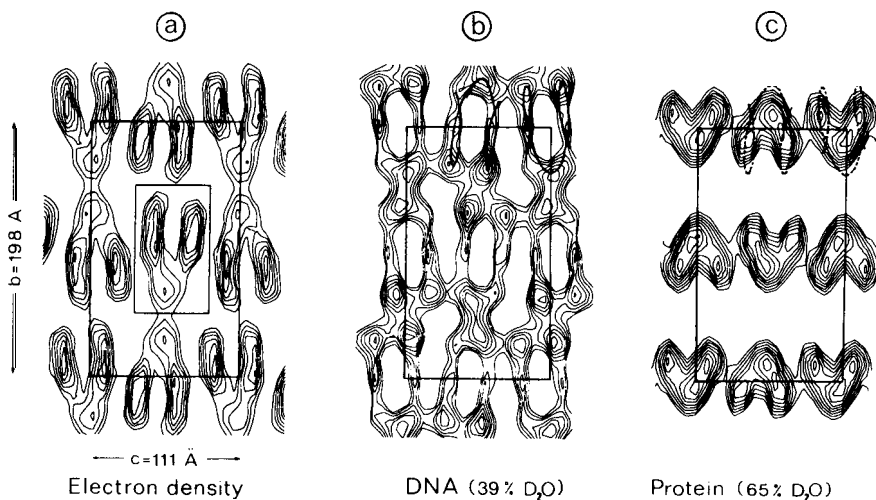 a
b
c
b=198 Å
c=111 Å
Electron density
DNA (39% D₂O)
Protein (65% D₂O)